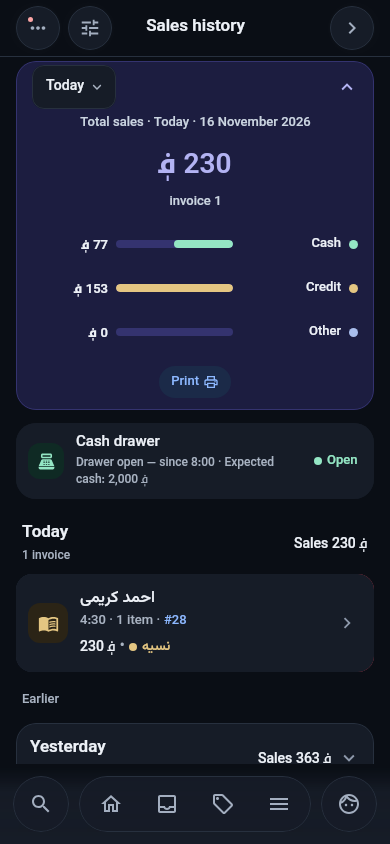 Sales history
Today
Total sales · Today · 16 November 2026
؋ 230
invoice 1
؋ 77
Cash
؋ 153
Credit
؋ 0
Other
Print
Cash drawer
Drawer open — since 8:00 · Expected
cash: 2,000 ؋
Open
Today
1 invoice
Sales 230 ؋
احمد کریمی
4:30 · 1 item · #28
230 ؋ • نسیه
Earlier
Yesterday
Sales 363 ؋